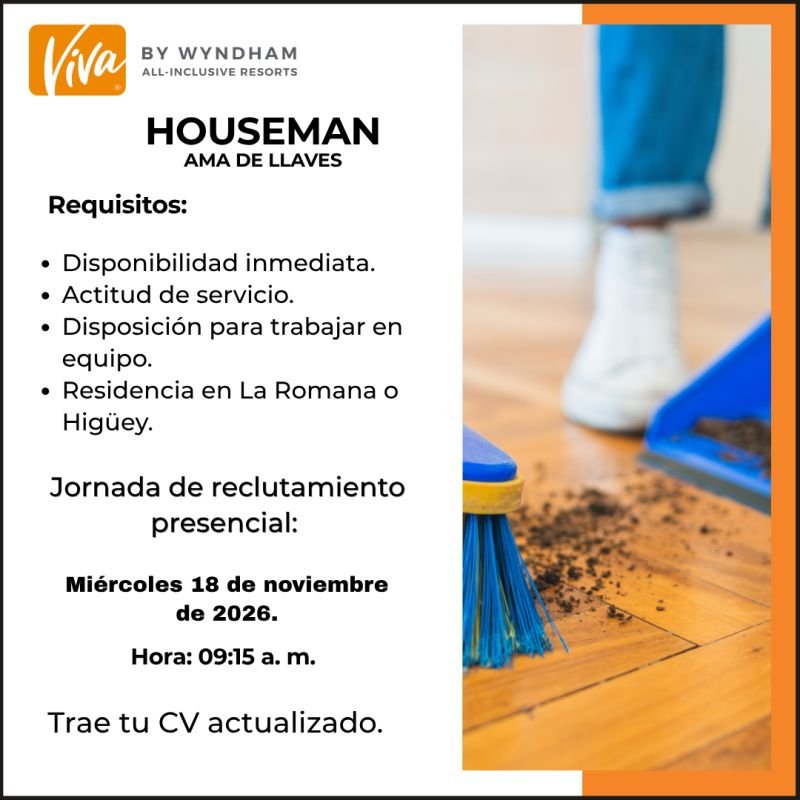 Viva
BY WYNDHAM
ALL-INCLUSIVE RESORTS
HOUSEMAN
AMA DE LLAVES
Requisitos:
• Disponibilidad inmediata.
• Actitud de servicio.
• Disposición para trabajar en
equipo.
• Residencia en La Romana o
Higüey.
Jornada de reclutamiento
presencial:
Miércoles 18 de noviembre
de 2026.
Hora: 09:15 a. m.
Trae tu CV actualizado.